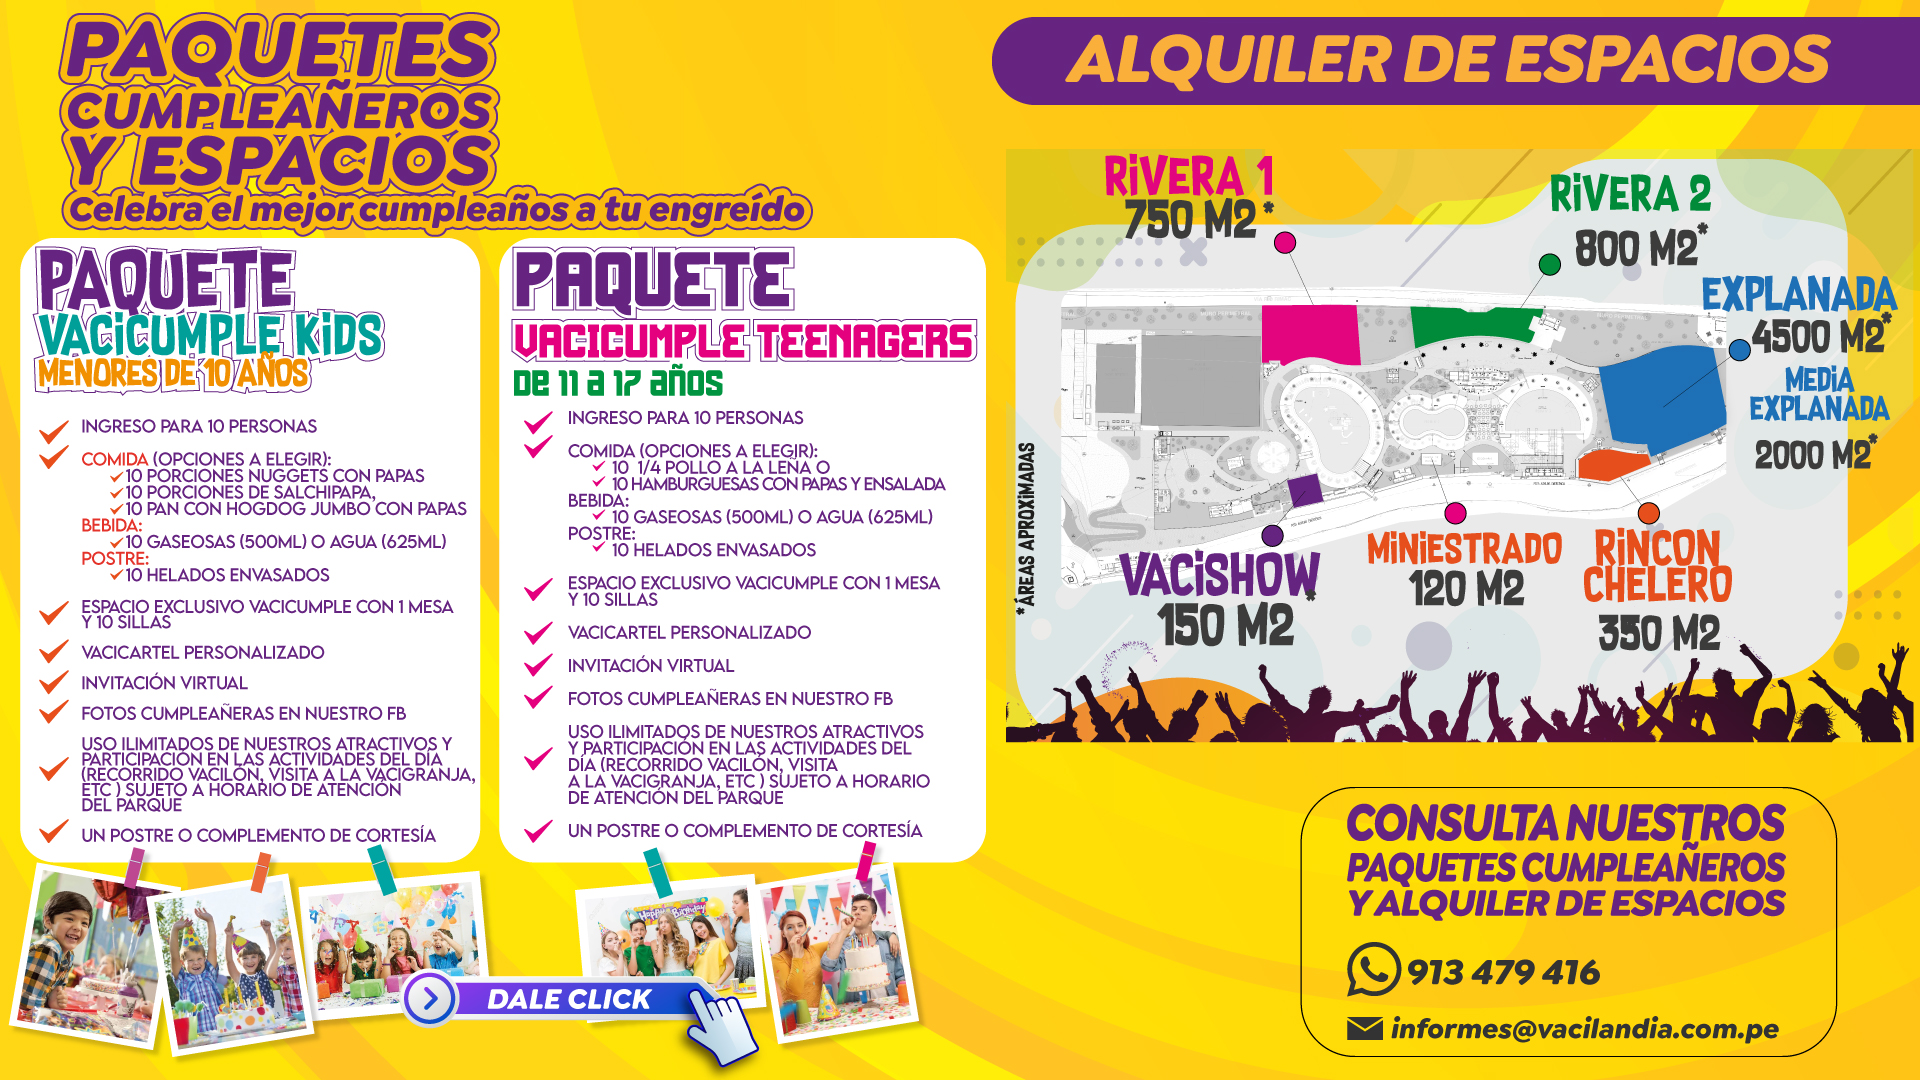 PAQUETES
CUMPLEAÑEROS
Y ESPACIOS
Celebra el mejor cumpleaños a tu engreído
PAQUETE
VACiCUMPLE KiDS
MENORES DE 10 AÑOS
INGRESO PARA 10 PERSONAS
COMIDA (OPCIONES A ELEGIR):
10 PORCIONES NUGGETS CON PAPAS
10 PORCIONES DE SALCHIPAPA,
10 PAN CON HOGDOG JUMBO CON PAPAS
BEBIDA:
10 GASEOSAS (500ML) O AGUA (625ML)
POSTRE:
10 HELADOS ENVASADOS
ESPACIO EXCLUSIVO VACICUMPLE CON 1 MESA
Y 10 SILLAS
VACICARTEL PERSONALIZADO
INVITACIÓN VIRTUAL
FOTOS CUMPLEAÑERAS EN NUESTRO FB
USO ILIMITADOS DE NUESTROS ATRACTIVOS Y
PARTICIPACIÓN EN LAS ACTIVIDADES DEL DÍA
(RECORRIDO VACILÓN, VISITA A LA VACIGRANJA,
ETC ) SUJETO A HORARIO DE ATENCIÓN
DEL PARQUE
UN POSTRE O COMPLEMENTO DE CORTESÍA
PAQUETE
VACICUMPLE TEENAGERS
DE 11 a 17 años
INGRESO PARA 10 PERSONAS
COMIDA (OPCIONES A ELEGIR):
10 1/4 POLLO A LA LEÑA O
10 HAMBURGUESAS CON PAPAS Y ENSALADA
BEBIDA:
10 GASEOSAS (500ML) O AGUA (625ML)
POSTRE:
10 HELADOS ENVASADOS
ESPACIO EXCLUSIVO VACICUMPLE CON 1 MESA
Y 10 SILLAS
VACICARTEL PERSONALIZADO
INVITACIÓN VIRTUAL
FOTOS CUMPLEAÑERAS EN NUESTRO FB
USO ILIMITADOS DE NUESTROS ATRACTIVOS
Y PARTICIPACIÓN EN LAS ACTIVIDADES DEL
DÍA (RECORRIDO VACILÓN, VISITA
A LA VACIGRANJA, ETC ) SUJETO A HORARIO
DE ATENCIÓN DEL PARQUE
UN POSTRE O COMPLEMENTO DE CORTESÍA
Happy Birthday
DALE CLICK
ALQUILER DE ESPACIOS
RiVERA 1
750 M2*
RiVERA 2
800 M2*
EXPLANADA
4500 M2*
MEDiA
EXPLANADA
2000 M2*
*ÁREAS APROXiMADAS
VACiSHOW
150 M2*
MiNiESTRADO
120 M2
RiNCON
CHELERO
350 M2
CONSULTA NUESTROS
PAQUETES CUMPLEAÑEROS
Y ALQUILER DE ESPACIOS
913 479 416
informes@vacilandia.com.pe